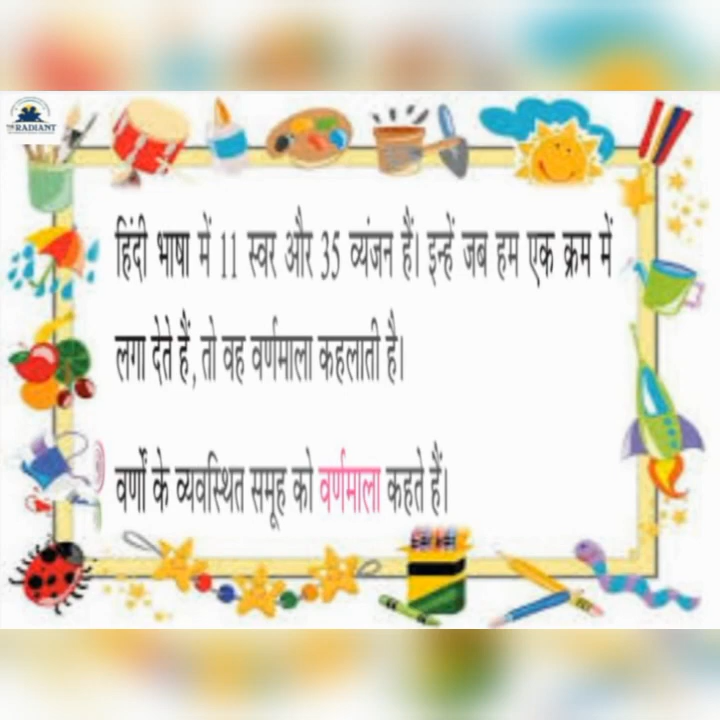 RADIANT
हिंदी भाषा में 11 स्वर और 35 व्यंजन हैं। इन्हें जब हम एक क्रम में
लगा देते हैं, तो वह वर्णमाला कहलाती है।
वर्णों के व्यवस्थित समूह को वर्णमाला कहते हैं।